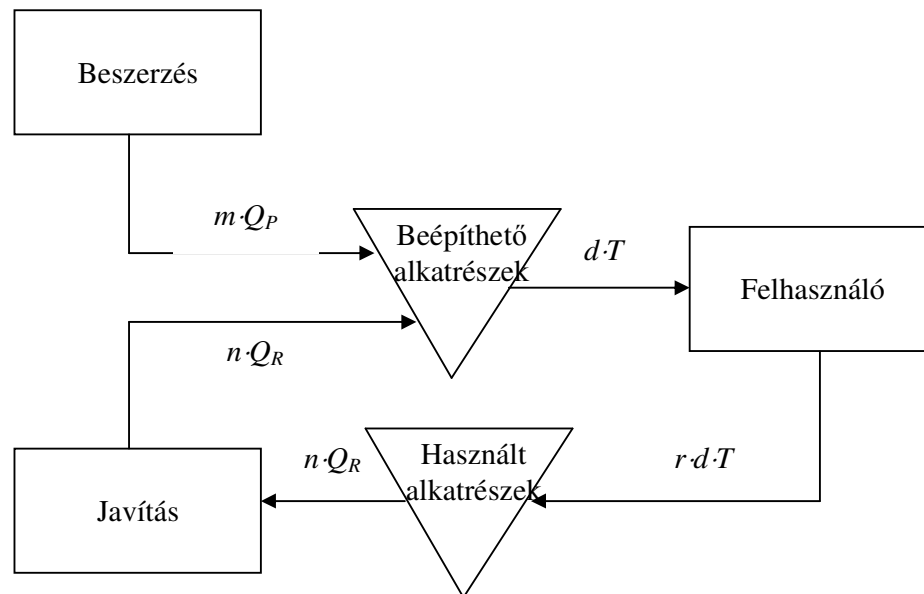 Beszerzés
m·Q_P
Beépíthető
alkatrészek
d·T
Felhasználó
n·Q_R
Használt
alkatrészek
n·Q_R
r·d·T
Javítás